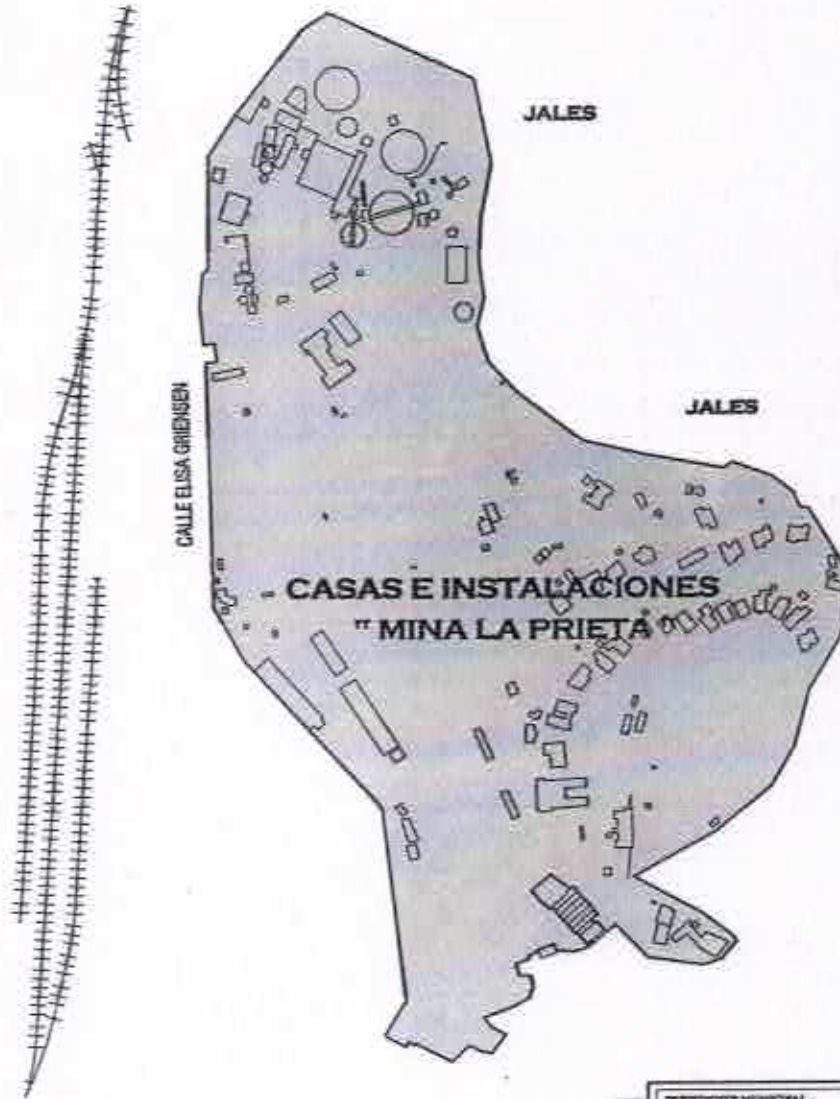 JALES
JALES
CALLE ELISA GRIENSEN
CASAS E INSTALACIONES
" MINA LA PRIETA "